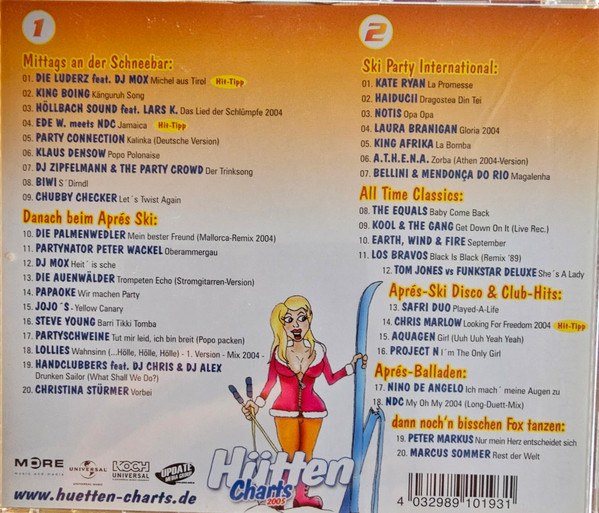 1
Mittags an der Schneebar:
01. DIE LUDERZ feat. DJ MOX Michel aus Tirol Hit-Tipp
02. KING BOING Känguruh Song
03. HÖLLBACH SOUND feat. LARS K. Das Lied der Schlümpfe 2004
04. EDE W. meets NDC Jamaica Hit-Tipp
05. PARTY CONNECTION Kalinka (Deutsche Version)
06. KLAUS DENSOW Popo Polonaise
07. DJ ZIPFELMANN & THE PARTY CROWD Der Trinksong
08. BIWI S´Dirndl
09. CHUBBY CHECKER Let´s Twist Again
Danach beim Aprés Ski:
10. DIE PALMENWEDLER Mein bester Freund (Mallorca-Remix 2004)
11. PARTYNATOR PETER WACKEL Oberammergau
12. DJ MOX Heit´is sche
13. DIE AUENWÄLDER Trompeten Echo (Stromgitarren-Version)
14. PAPAOKE Wir machen Party
15. JOJO´S - Yellow Canary
16. STEVE YOUNG Barri Tikki Tomba
17. PARTYSCHWEINE Tut mir leid, ich bin breit (Popo packen)
18. LOLLIES Wahnsinn (...Hölle, Hölle, Hölle) - 1. Version - Mix 2004 -
19. HANDCLUBBERS feat. DJ CHRIS & DJ ALEX
Drunken Sailor (What Shall We Do?)
20. CHRISTINA STÜRMER Vorbei
2
Ski Party International:
01. KATE RYAN La Promesse
02. HAIDUCII Dragostea Din Tei
03. NOTIS Opa Opa
04. LAURA BRANIGAN Gloria 2004
05. KING AFRIKA La Bomba
06. A.T.H.E.N.A. Zorba (Athen 2004-Version)
07. BELLINI & MENDONÇA DO RIO Magalenha
All Time Classics:
08. THE EQUALS Baby Come Back
09. KOOL & THE GANG Get Down On It (Live Rec.)
10. EARTH, WIND & FIRE September
11. LOS BRAVOS Black Is Black (Remix ’89)
12. TOM JONES vs FUNKSTAR DELUXE She´s A Lady
Aprés-Ski Disco & Club-Hits:
13. SAFRI DUO Played-A-Life
14. CHRIS MARLOW Looking For Freedom 2004 Hit-Tipp
15. AQUAGEN Girl (Uuh Uuh Yeah Yeah)
16. PROJECT N I´m The Only Girl
Aprés-Balladen:
17. NINO DE ANGELO Ich mach´ meine Augen zu
18. NDC My Oh My 2004 (Long-Duett-Mix)
dann noch'n bisschen Fox tanzen:
19. PETER MARKUS Nur mein Herz entscheidet sich
20. MARCUS SOMMER Rest der Welt
MORE
MUSIC AND MEDIA
UNIVERSAL
UNIVERSAL MUSIC
KOCH
UNIVERSAL
UPDATE
www.huetten-charts.de
Hütten
Charts
2005
4 032989 101931